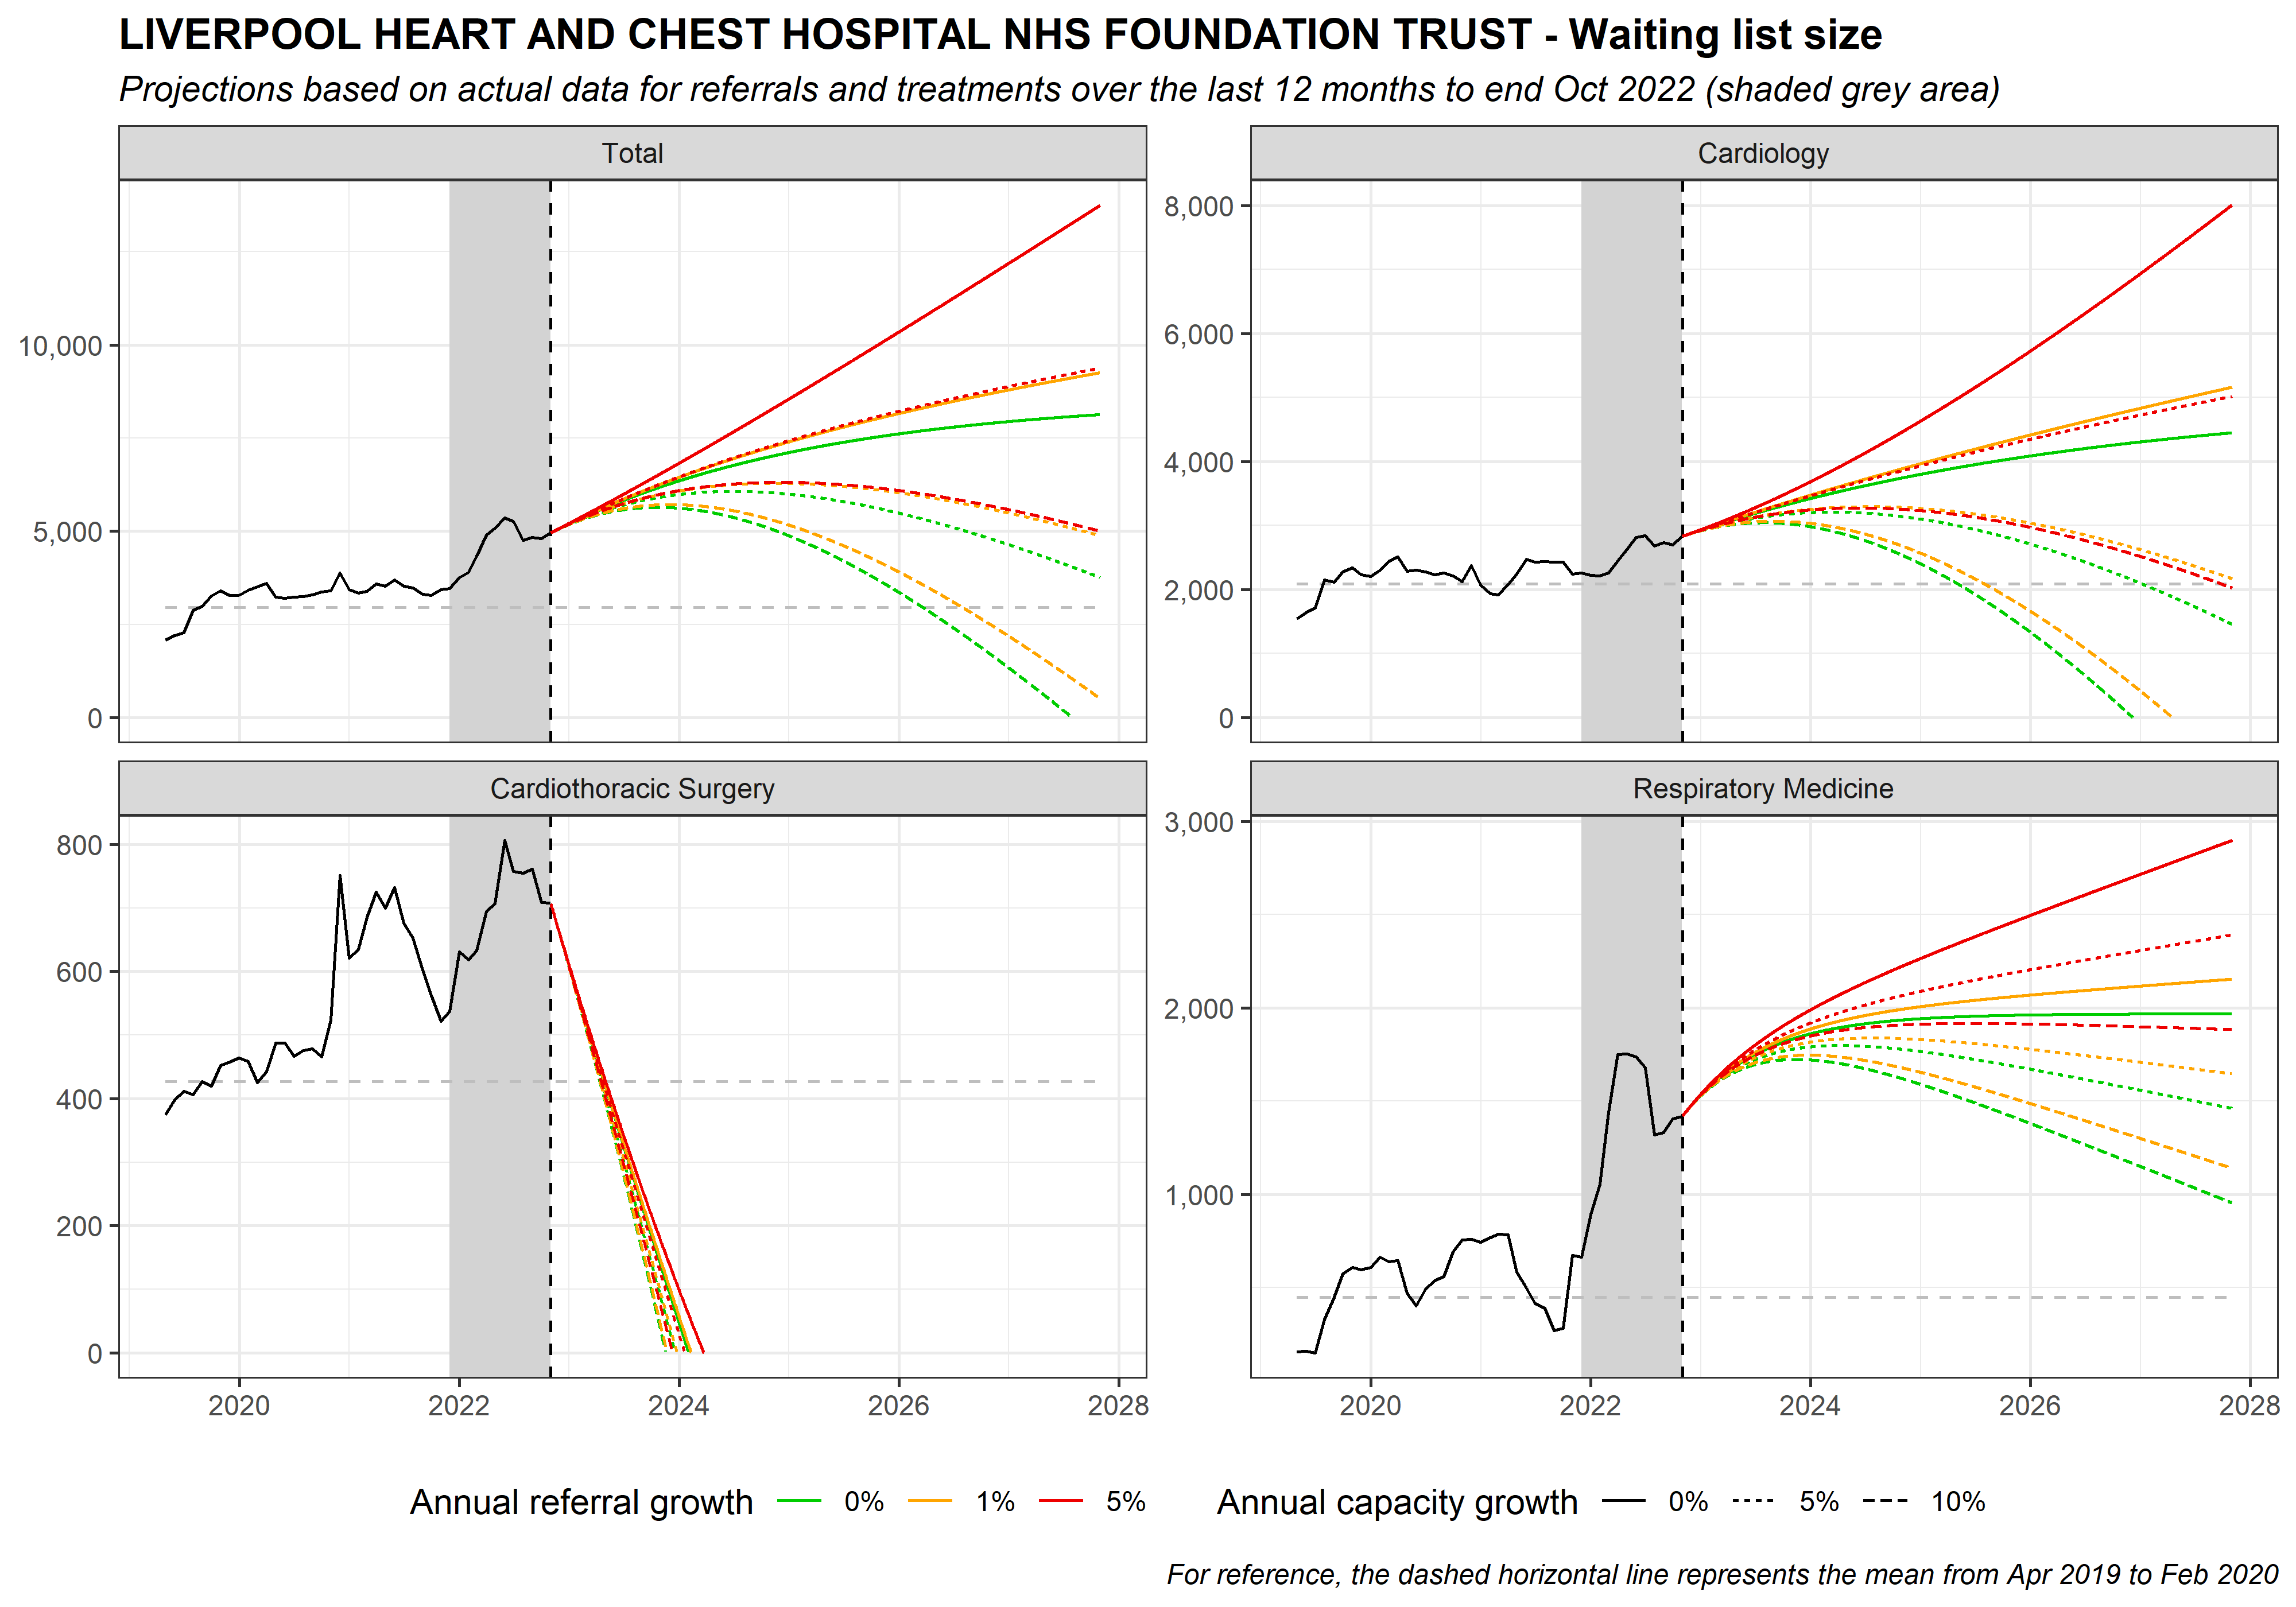 LIVERPOOL HEART AND CHEST HOSPITAL NHS FOUNDATION TRUST - Waiting list size
Projections based on actual data for referrals and treatments over the last 12 months to end Oct 2022 (shaded grey area)
Total
10,000
5,000
0
Cardiology
8,000
6,000
4,000
2,000
0
Cardiothoracic Surgery
800
600
400
200
0
2020 2022 2024 2026 2028
Respiratory Medicine
3,000
2,000
1,000
2020 2022 2024 2026 2028
Annual referral growth 0% 1% 5%
Annual capacity growth 0% 5% 10%
For reference, the dashed horizontal line represents the mean from Apr 2019 to Feb 2020